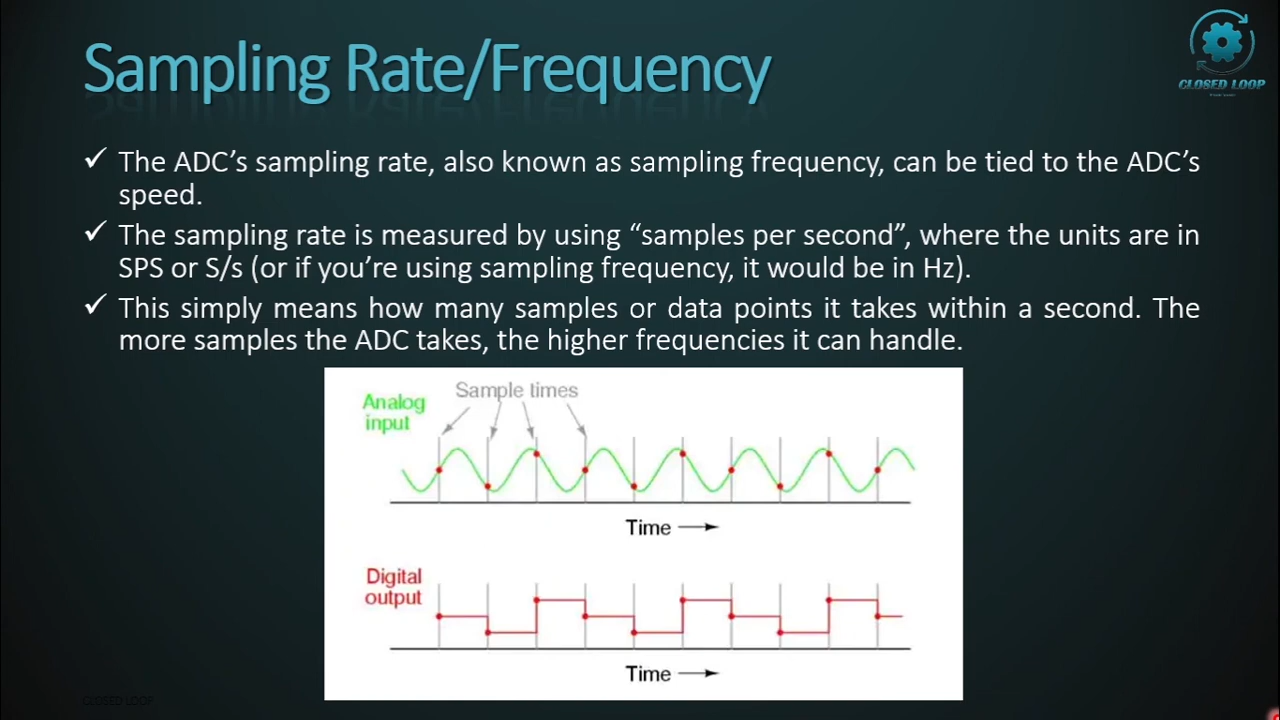 Sampling Rate/Frequency
CLOSED LOOP
✓ The ADC’s sampling rate, also known as sampling frequency, can be tied to the ADC’s
speed.
✓ The sampling rate is measured by using “samples per second”, where the units are in
SPS or S/s (or if you’re using sampling frequency, it would be in Hz).
✓ This simply means how many samples or data points it takes within a second. The
more samples the ADC takes, the higher frequencies it can handle.
Sample times
Analog
input
Time
Digital
output
Time
CLOSED LOOP